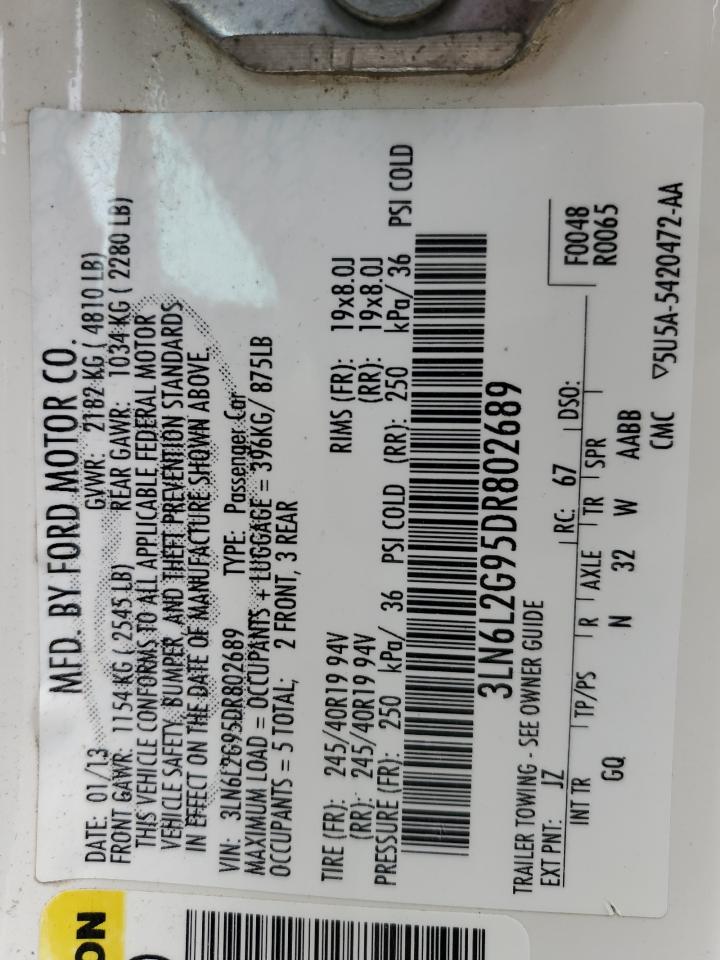 MFD. BY FORD MOTOR CO.
DATE: 01/13 GVWR: 2182 KG ( 4810 LB)
FRONT GAWR: 1154 KG ( 2545 LB) REAR GAWR: 1034 KG ( 2280 LB)
THIS VEHICLE CONFORMS TO ALL APPLICABLE FEDERAL MOTOR
VEHICLE SAFETY, BUMPER, AND THEFT PREVENTION STANDARDS
IN EFFECT ON THE DATE OF MANUFACTURE SHOWN ABOVE.
VIN: 3LN6L2G95DR802689 TYPE: Passenger Car
MAXIMUM LOAD = OCCUPANTS + LUGGAGE = 396KG/ 875LB
OCCUPANTS = 5 TOTAL; 2 FRONT, 3 REAR
TIRE (FR): 245/40R19 94V RIMS (FR): 19x8.0J
(RR): 245/40R19 94V (RR): 19x8.0J
PRESSURE (FR): 250 kPa/ 36 PSI COLD (RR): 250 kPa/ 36 PSI COLD
3LN6L2G95DR802689
TRAILER TOWING - SEE OWNER GUIDE
EXT PNT: JZ RC: 67 DSO: F0048
R0065
INT TR TP/PS R AXLE TR SPR
GQ N 32 W AABB
CMC ▽5U5A-5420472-AA
ON